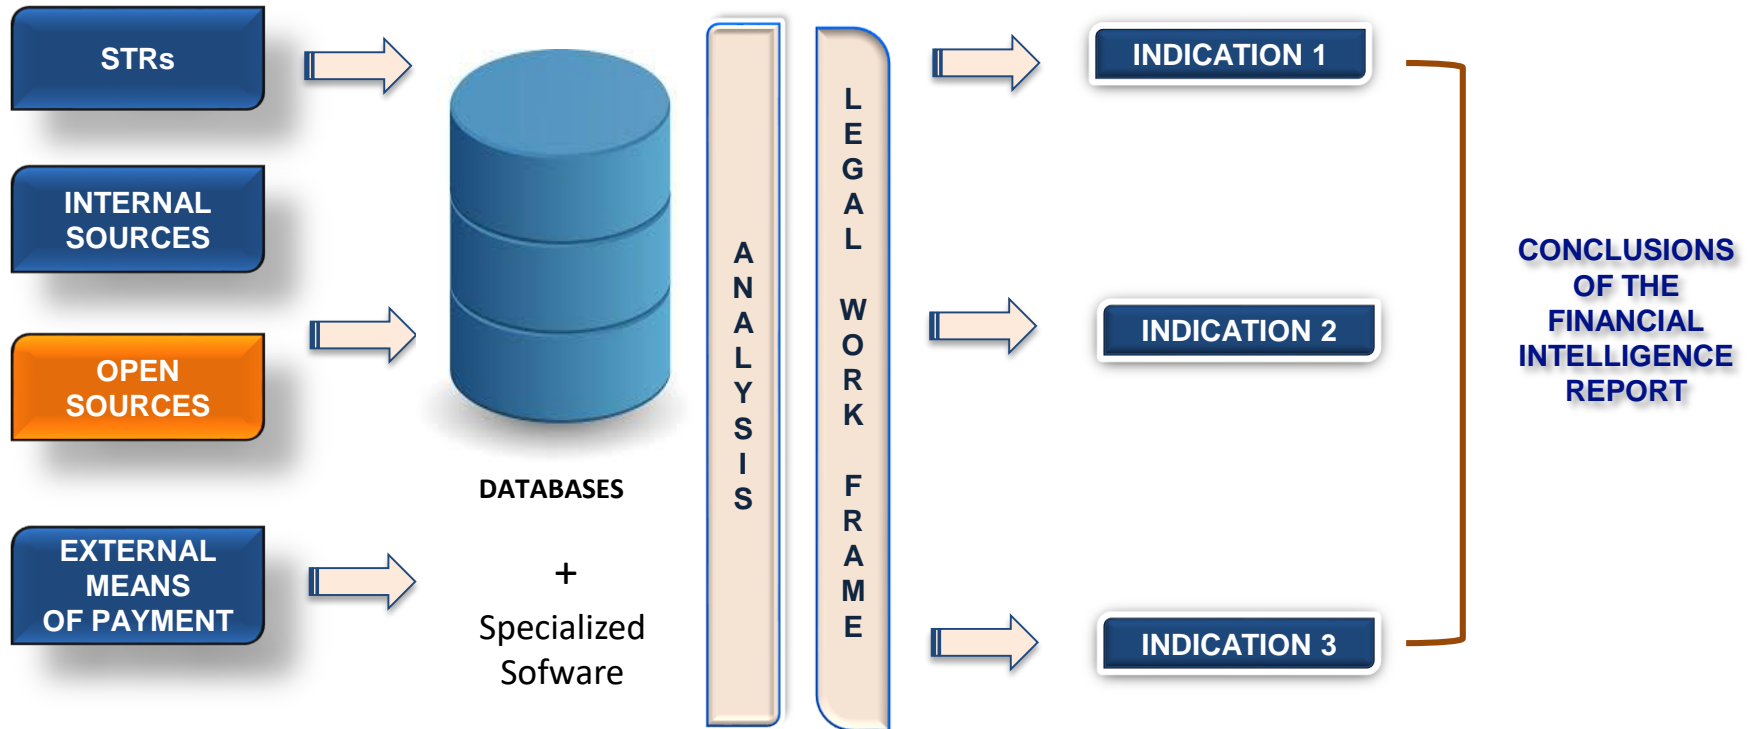 STRs
INTERNAL
SOURCES
OPEN
SOURCES
EXTERNAL
MEANS
OF PAYMENT
DATABASES
+
Specialized
Sofware
ANALYSIS
LEGAL WORK FRAME
INDICATION 1
INDICATION 2
INDICATION 3
CONCLUSIONS
OF THE
FINANCIAL
INTELLIGENCE
REPORT